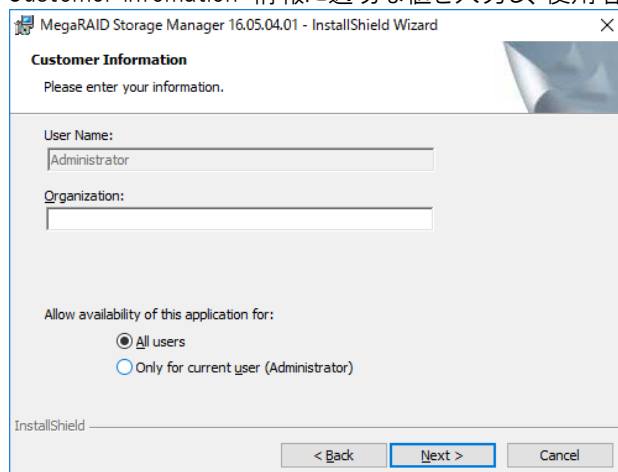 MegaRAID Storage Manager 16.05.04.01 - InstallShield Wizard
Customer Information
Please enter your information.
User Name:
Administrator
Organization:
Allow availability of this application for:
All users
Only for current user (Administrator)
InstallShield
< Back Next > Cancel